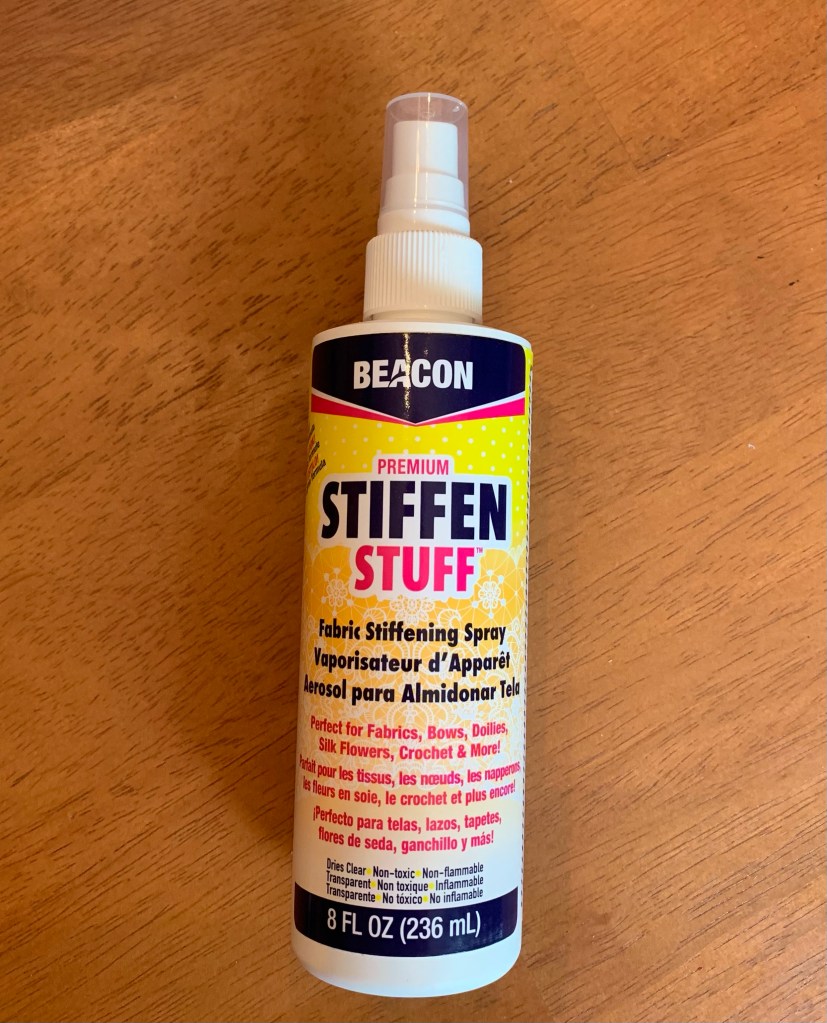 BEACON
PREMIUM
STIFFEN
STUFF™
Fabric Stiffening Spray
Vaporisateur d'Apparêt
Aerosol para Almidonar Tela
Perfect for Fabrics, Bows, Doilies,
Silk Flowers, Crochet & More!
Parfait pour les tissus, les nœuds, les napperons,
les fleurs en soie, le crochet et plus encore!
¡Perfecto para telas, lazos, tapetes,
flores de seda, ganchillo y más!
Dries Clear•Non-toxic•Non-flammable
Transparent•Non toxique•Inflammable
Transparente•No tóxico•No inflamable
8 FL OZ (236 mL)